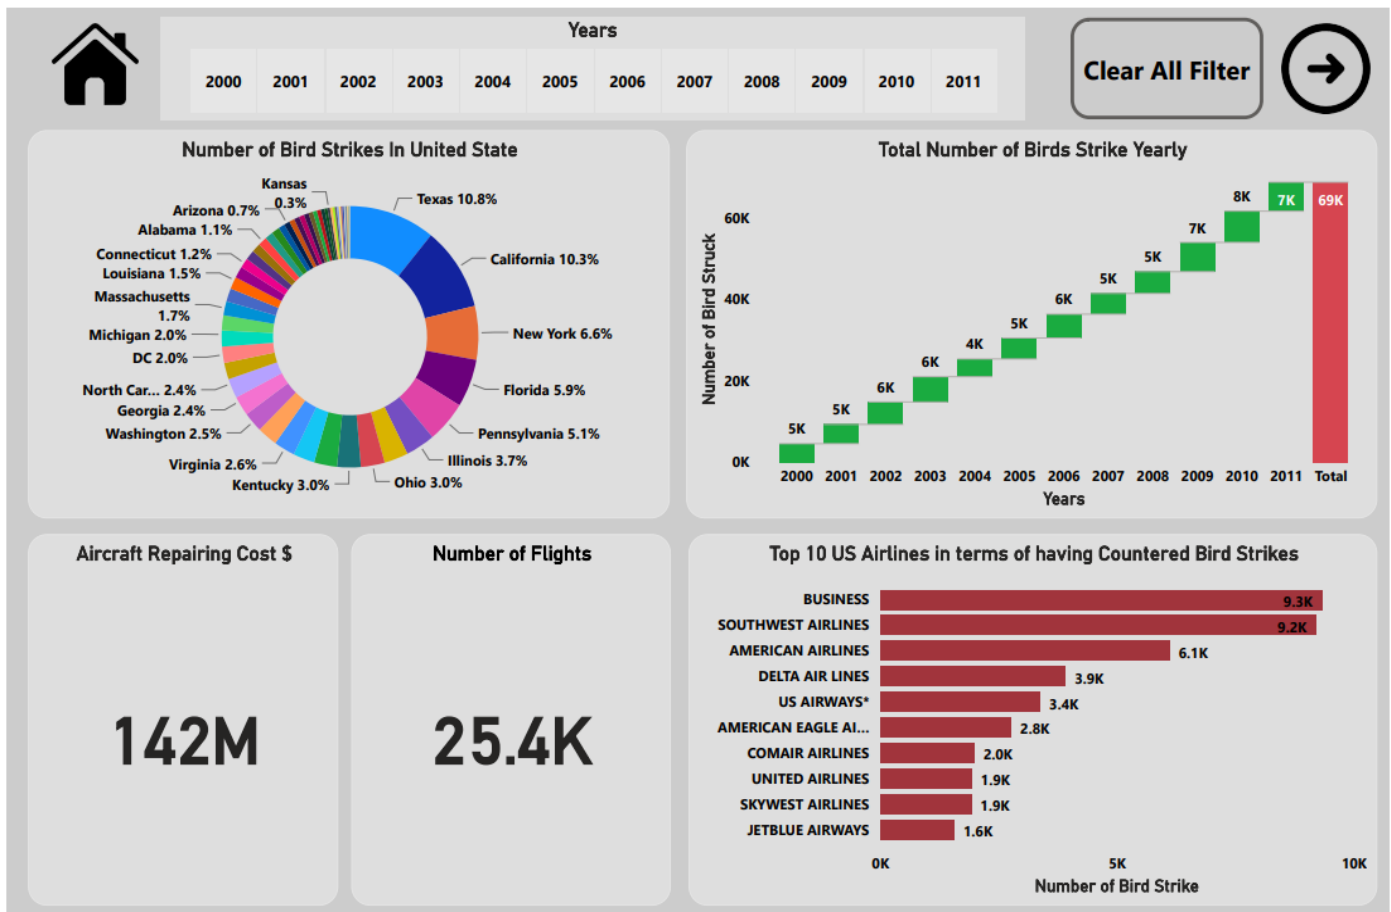 Years
2000 2001 2002 2003 2004 2005 2006 2007 2008 2009 2010 2011
Clear All Filter
Number of Bird Strikes In United State
Kansas
0.3%
Arizona 0.7%
Alabama 1.1%
Connecticut 1.2%
Louisiana 1.5%
Massachusetts
1.7%
Michigan 2.0%
DC 2.0%
North Car... 2.4%
Georgia 2.4%
Washington 2.5%
Virginia 2.6%
Kentucky 3.0%
Texas 10.8%
California 10.3%
New York 6.6%
Florida 5.9%
Pennsylvania 5.1%
Illinois 3.7%
Ohio 3.0%
Total Number of Birds Strike Yearly
Number of Bird Struck
60K
40K
20K
0K
5K
5K
6K
6K
4K
5K
6K
5K
5K
7K
8K
7K
69K
2000 2001 2002 2003 2004 2005 2006 2007 2008 2009 2010 2011 Total
Years
Aircraft Repairing Cost $
142M
Number of Flights
25.4K
Top 10 US Airlines in terms of having Countered Bird Strikes
BUSINESS 9.3K
SOUTHWEST AIRLINES 9.2K
AMERICAN AIRLINES 6.1K
DELTA AIR LINES 3.9K
US AIRWAYS* 3.4K
AMERICAN EAGLE AI... 2.8K
COMAIR AIRLINES 2.0K
UNITED AIRLINES 1.9K
SKYWEST AIRLINES 1.9K
JETBLUE AIRWAYS 1.6K
0K 5K 10K
Number of Bird Strike